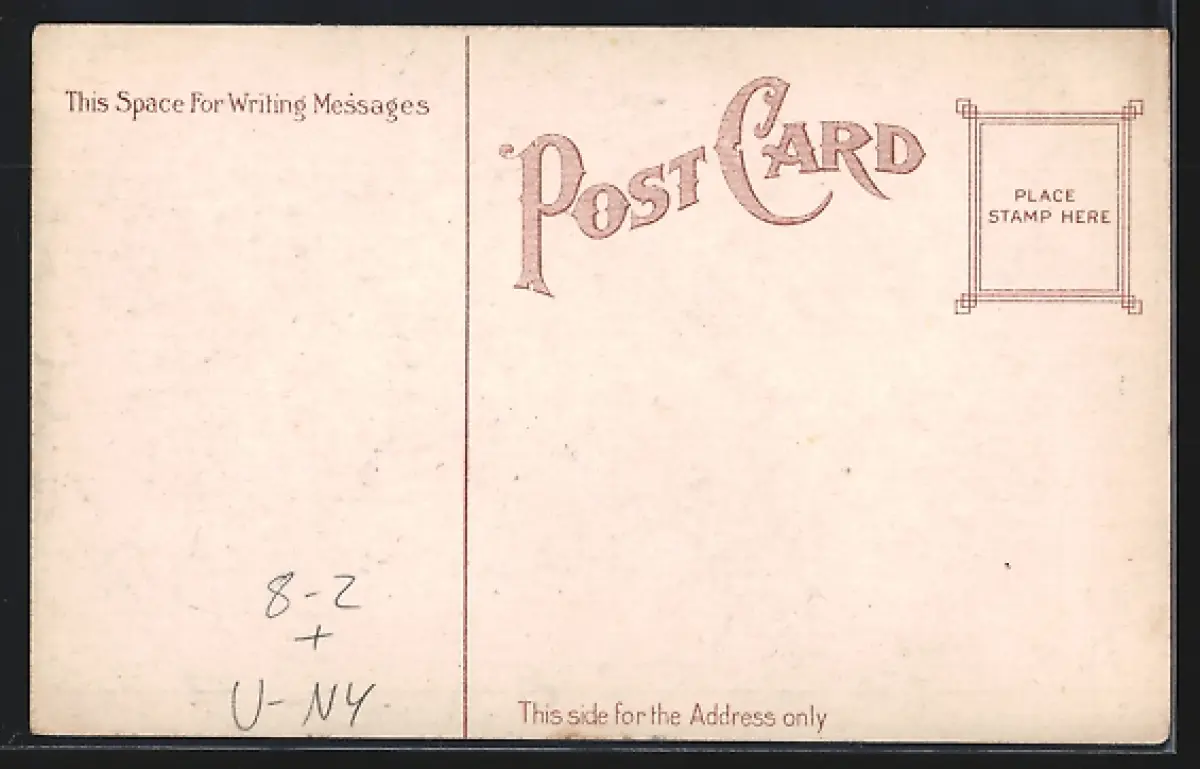 This Space For Writing Messages
POST CARD
PLACE
STAMP HERE
8-2
+
U-NY
This side for the Address only